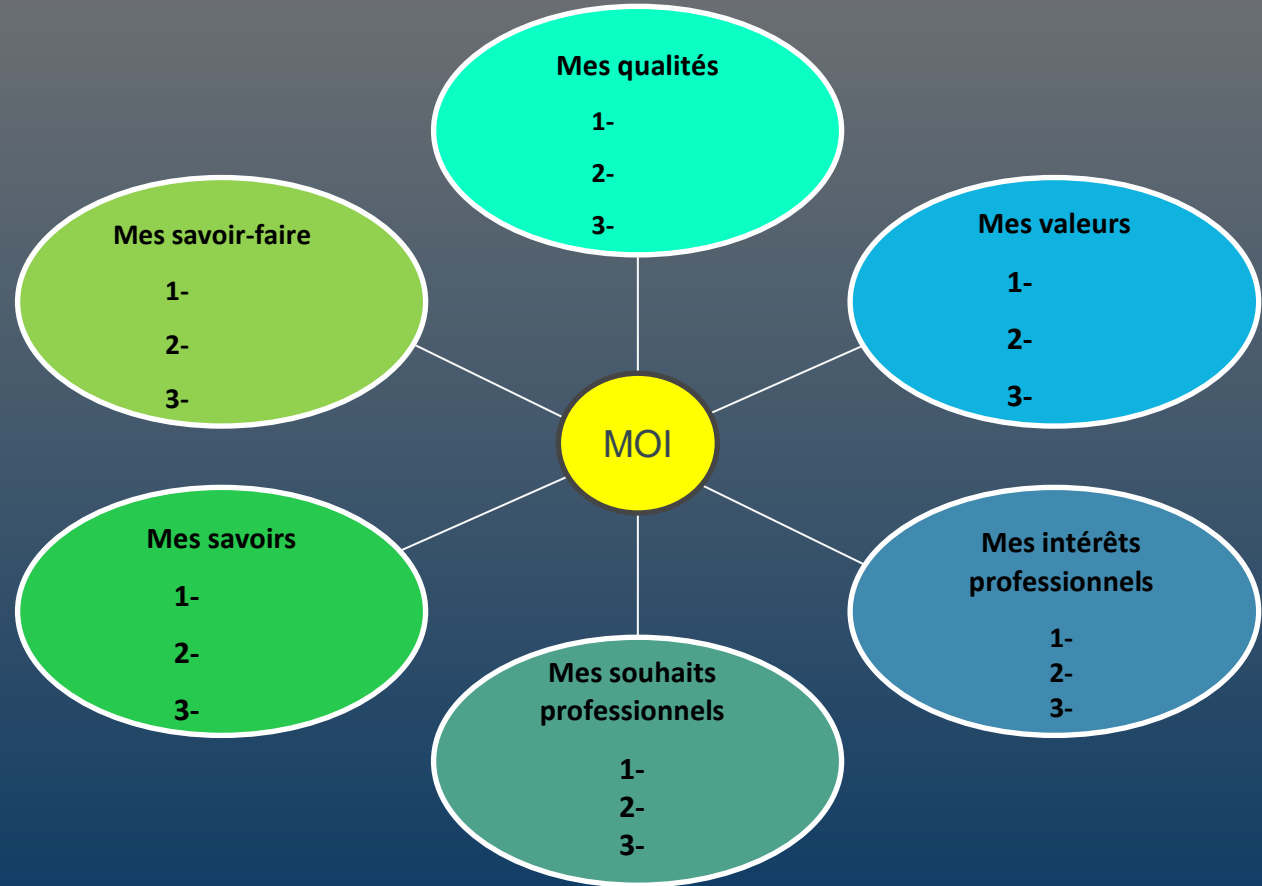 Mes qualités
1-
2-
3-
Mes savoir-faire
1-
2-
3-
Mes valeurs
1-
2-
3-
MOI
Mes savoirs
1-
2-
3-
Mes intérêts
professionnels
1-
2-
3-
Mes souhaits
professionnels
1-
2-
3-